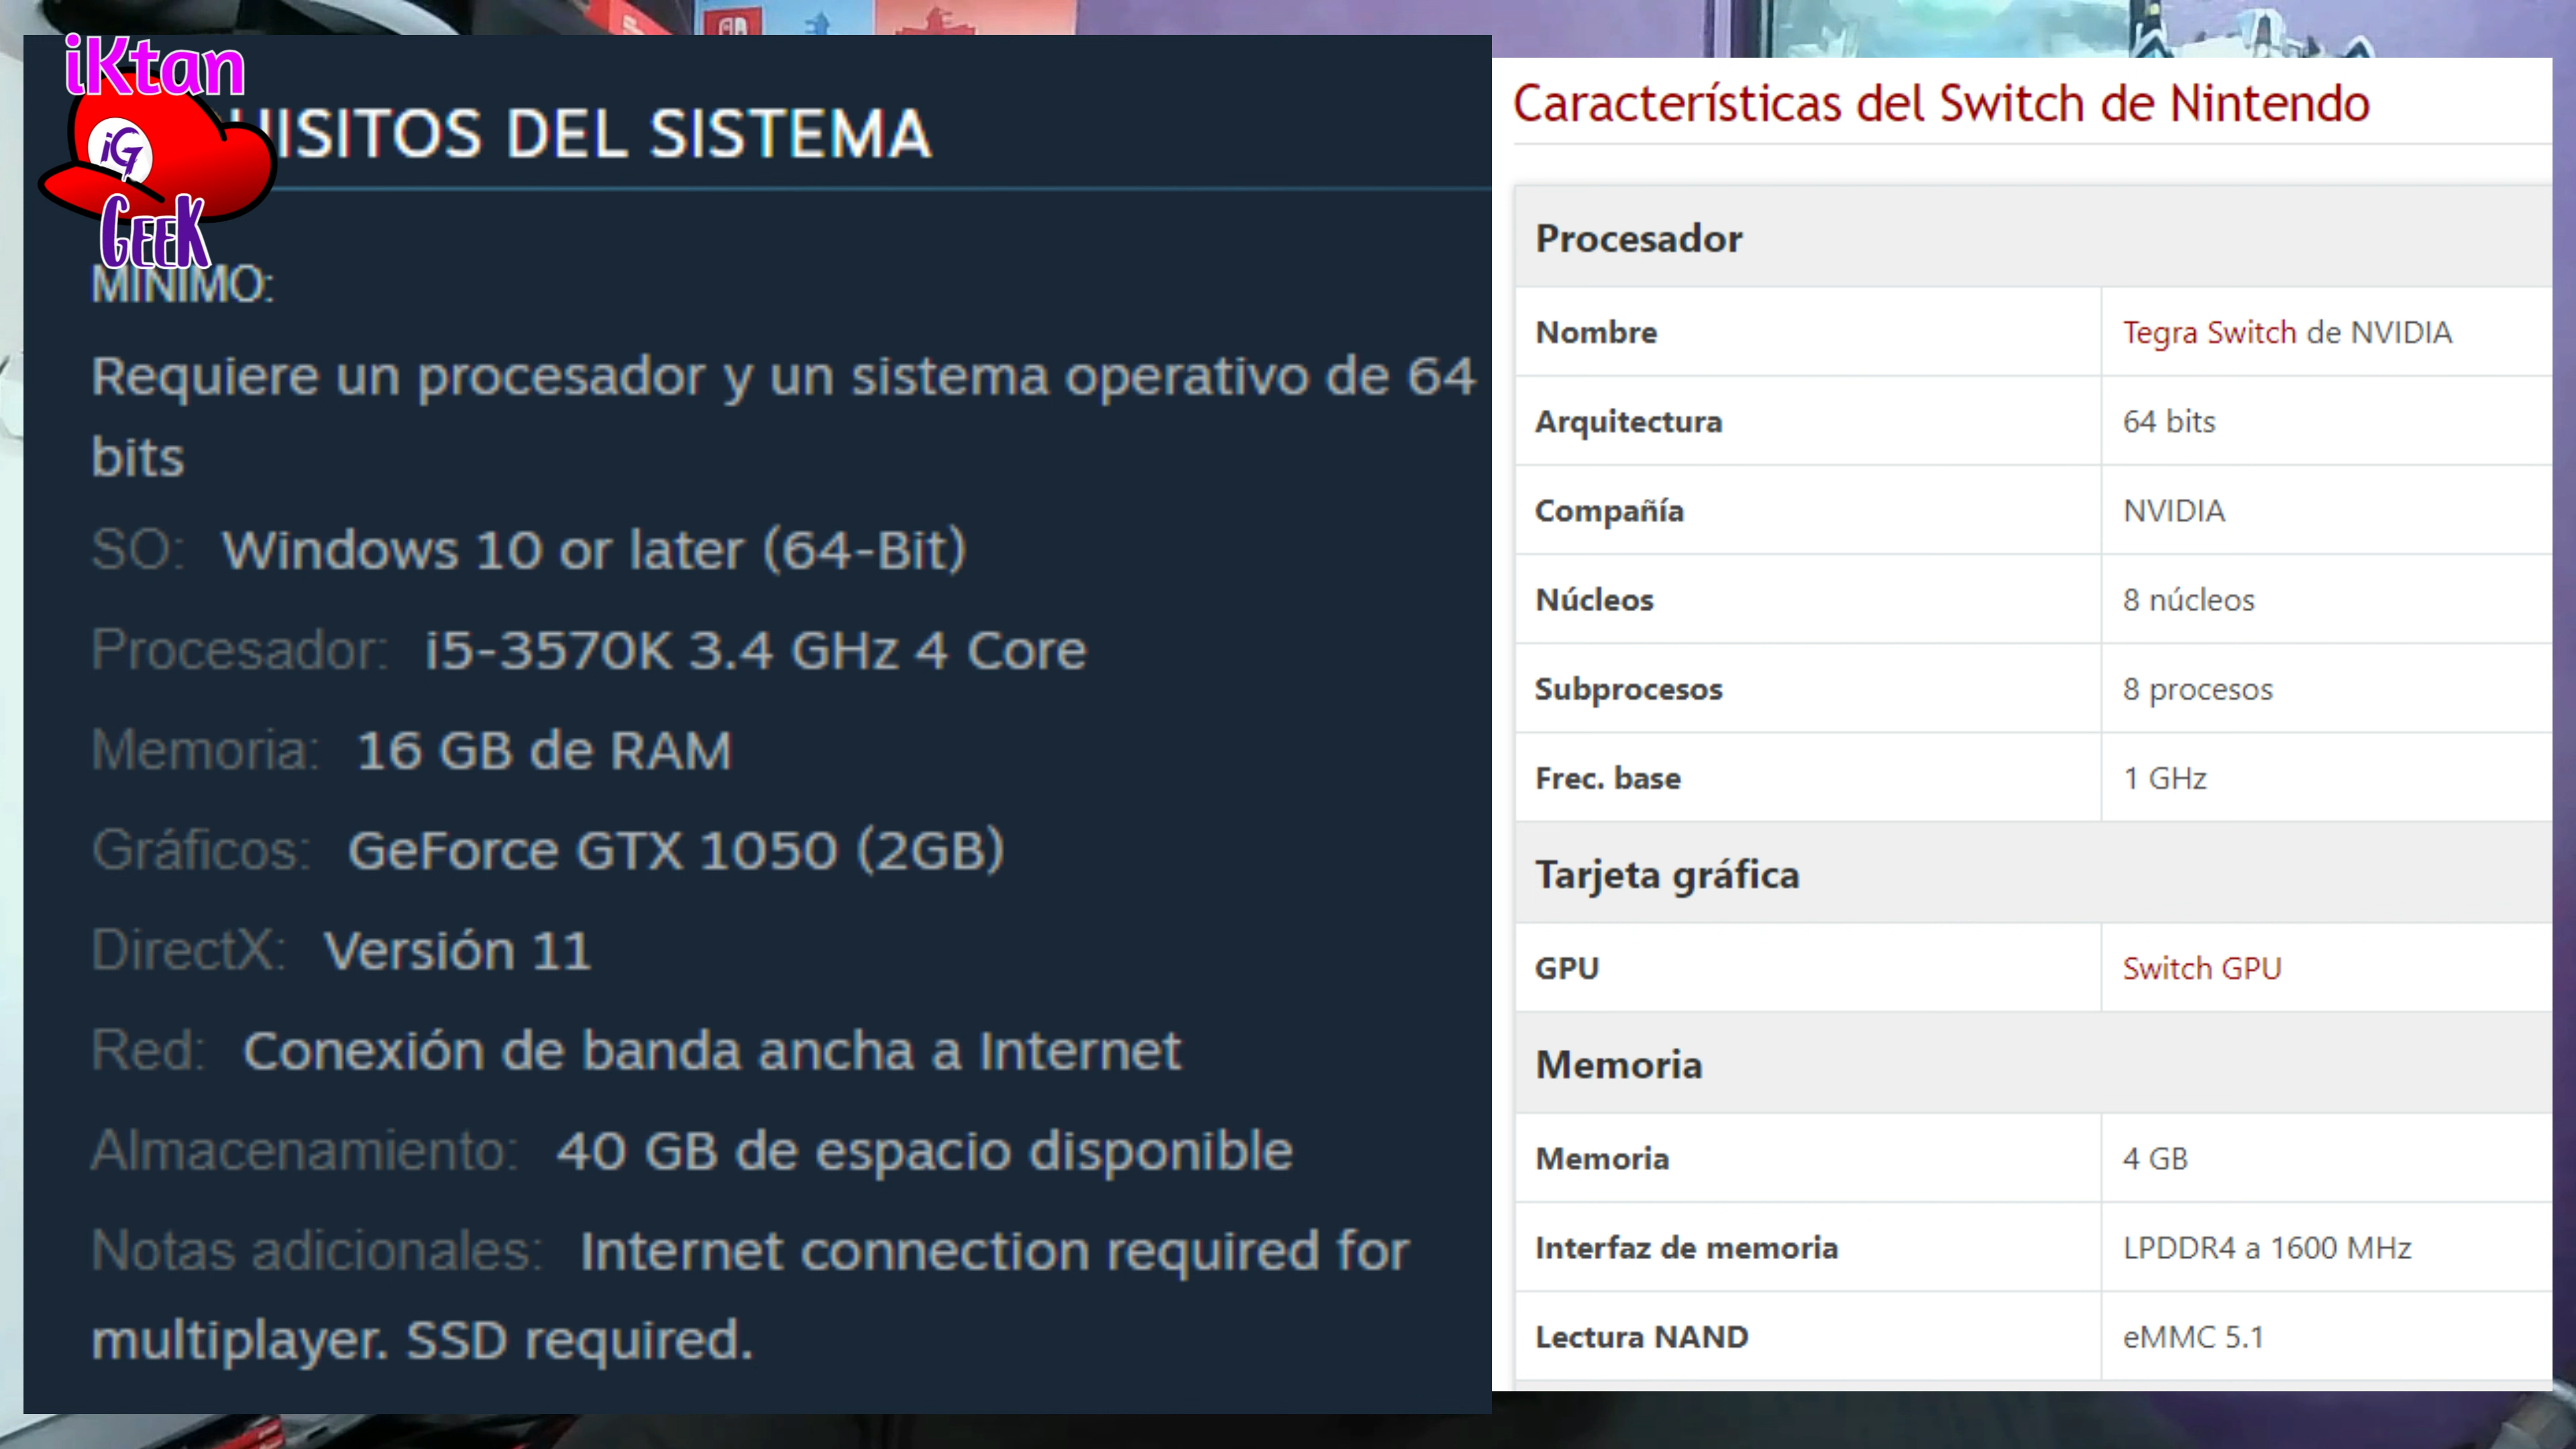 iKtan
iG
GEEK
UISITOS DEL SISTEMA
MÍNIMO:
Requiere un procesador y un sistema operativo de 64
bits
SO: Windows 10 or later (64-Bit)
Procesador: i5-3570K 3.4 GHz 4 Core
Memoria: 16 GB de RAM
Gráficos: GeForce GTX 1050 (2GB)
DirectX: Versión 11
Red: Conexión de banda ancha a Internet
Almacenamiento: 40 GB de espacio disponible
Notas adicionales: Internet connection required for
multiplayer. SSD required.
Características del Switch de Nintendo
Procesador
Nombre Tegra Switch de NVIDIA
Arquitectura 64 bits
Compañía NVIDIA
Núcleos 8 núcleos
Subprocesos 8 procesos
Frec. base 1 GHz
Tarjeta gráfica
GPU Switch GPU
Memoria
Memoria 4 GB
Interfaz de memoria LPDDR4 a 1600 MHz
Lectura NAND eMMC 5.1